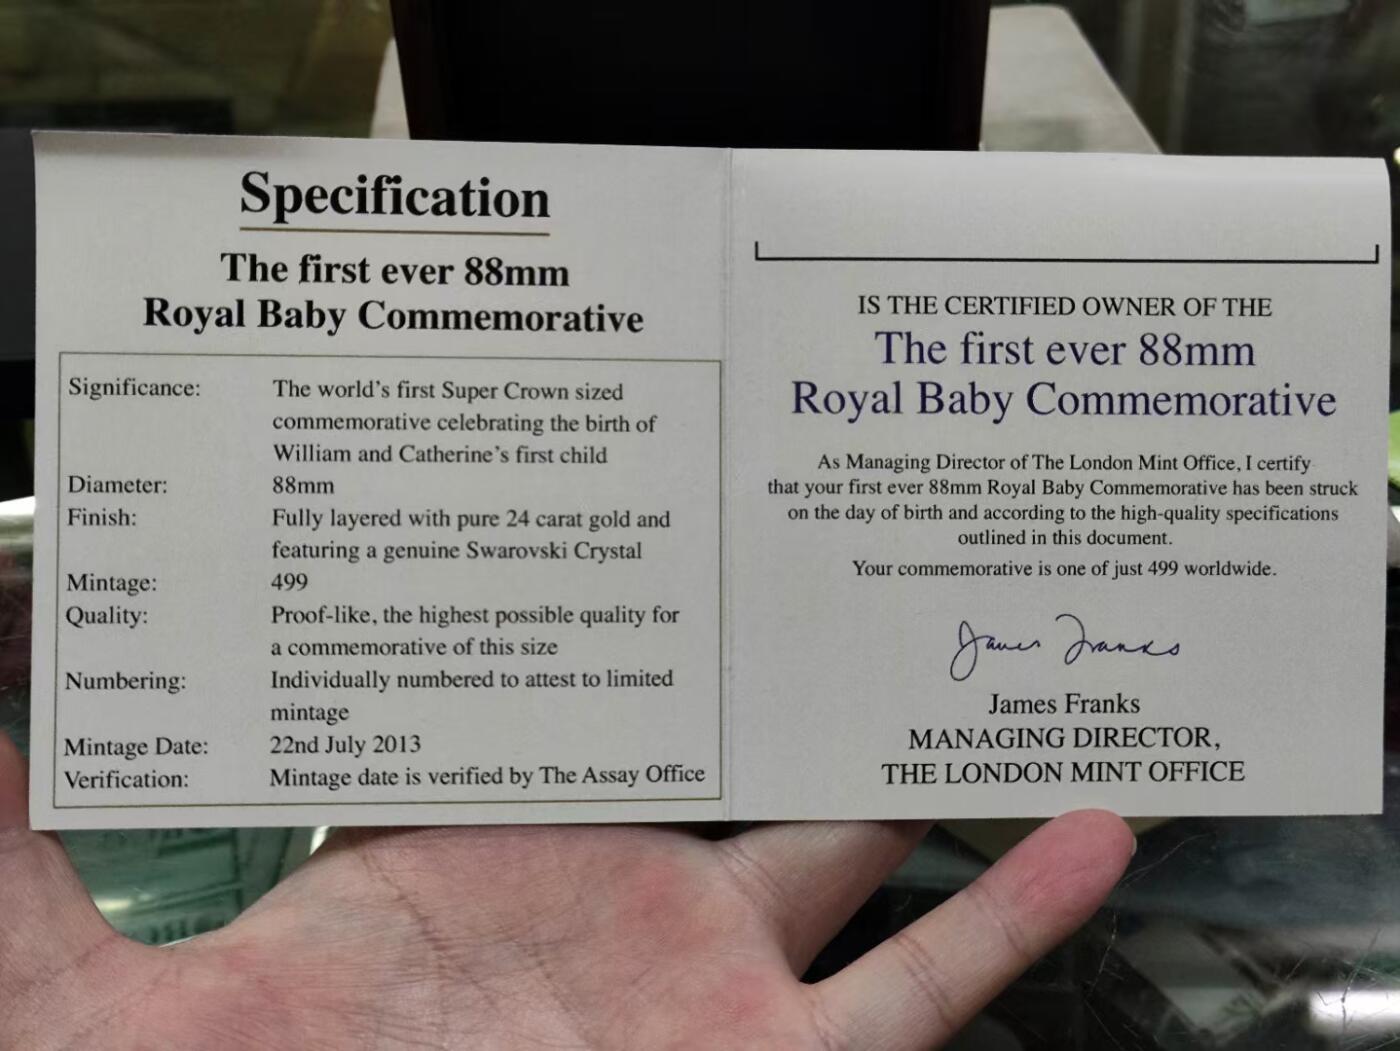 Specification
The first ever 88mm
Royal Baby Commemorative
Significance: The world's first Super Crown sized
commemorative celebrating the birth of
William and Catherine's first child
Diameter: 88mm
Finish: Fully layered with pure 24 carat gold and
featuring a genuine Swarovski Crystal
Mintage: 499
Quality: Proof-like, the highest possible quality for
a commemorative of this size
Numbering: Individually numbered to attest to limited
mintage
Mintage Date: 22nd July 2013
Verification: Mintage date is verified by The Assay Office
IS THE CERTIFIED OWNER OF THE
The first ever 88mm
Royal Baby Commemorative
As Managing Director of The London Mint Office, I certify
that your first ever 88mm Royal Baby Commemorative has been struck
on the day of birth and according to the high-quality specifications
outlined in this document.
Your commemorative is one of just 499 worldwide.
James Franks
James Franks
MANAGING DIRECTOR,
THE LONDON MINT OFFICE